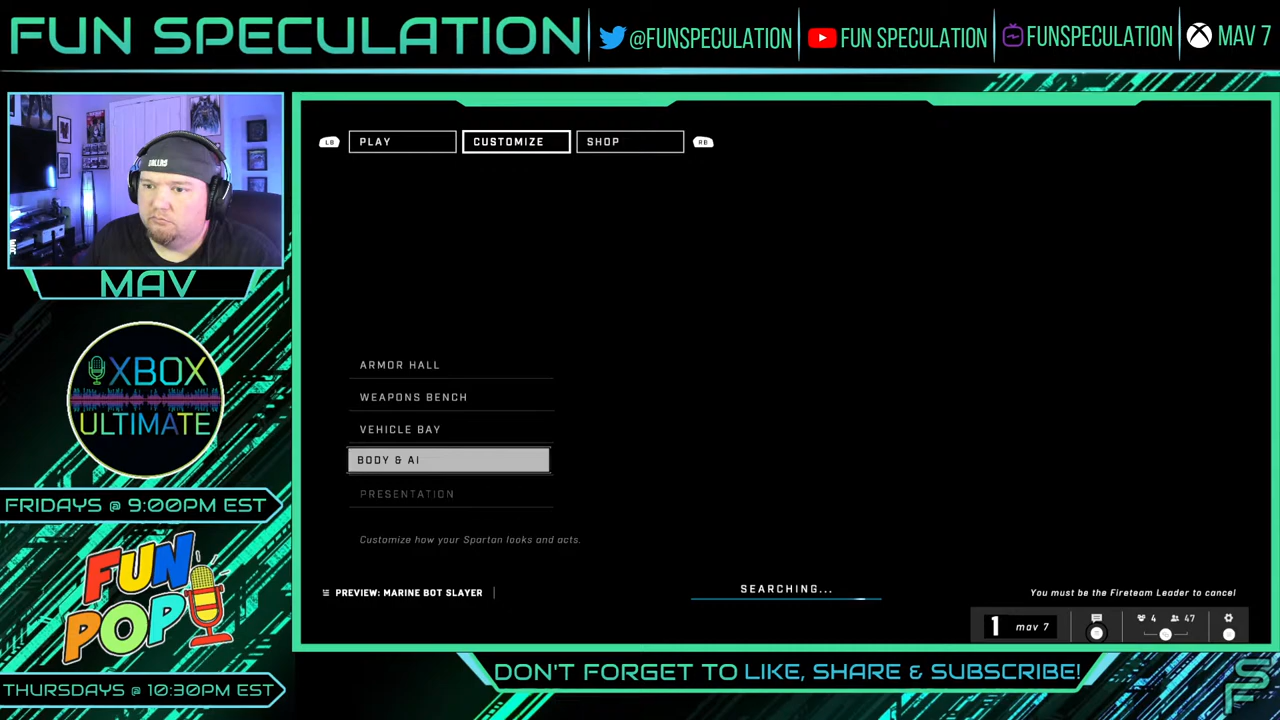 FUN SPECULATION
@FUNSPECULATION
FUN SPECULATION
FUNSPECULATION
MAV 7
LB
PLAY
CUSTOMIZE
SHOP
RB
MAV
XBOX
ULTIMATE
FRIDAYS @ 9:00PM EST
FUN
POP
THURSDAYS @ 10:30PM EST
ARMOR HALL
WEAPONS BENCH
VEHICLE BAY
BODY & AI
PRESENTATION
Customize how your Spartan looks and acts.
PREVIEW: MARINE BOT SLAYER
SEARCHING...
You must be the Fireteam Leader to cancel
1 mav 7
4
47
DON'T FORGET TO LIKE, SHARE & SUBSCRIBE!